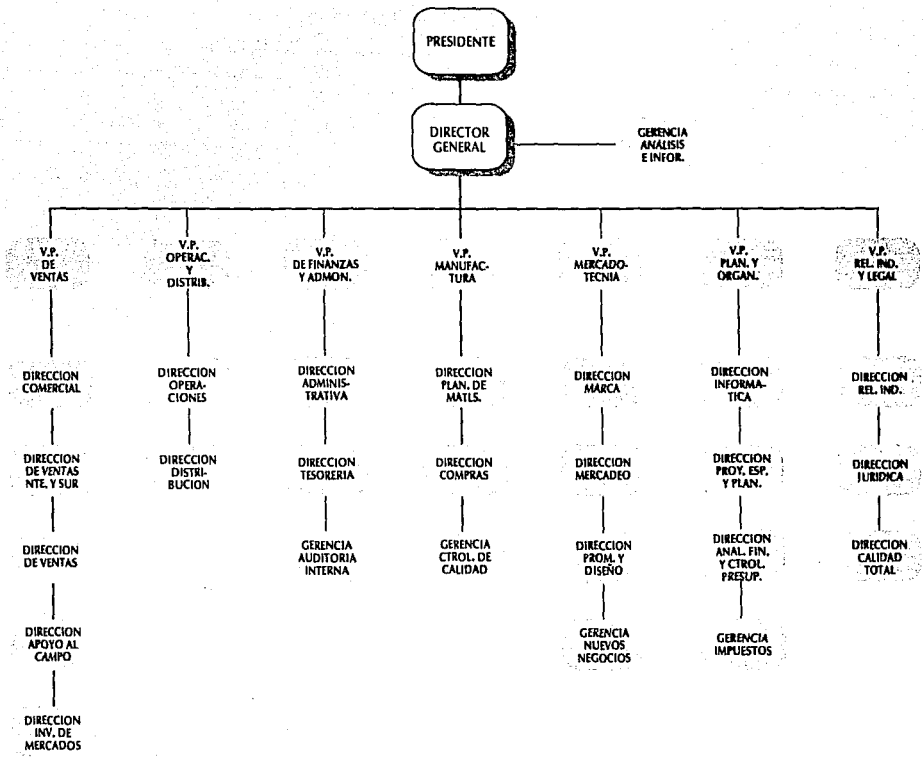 PRESIDENTE
DIRECTOR
GENERAL
GERENCIA
ANALISIS
E INFOR.
V.P.
DE
VENTAS
V.P.
OPERAC.
Y
DISTRIB.
V.P.
DE FINANZAS
Y ADMON.
V.P.
MANUFAC-
TURA
V.P.
MERCADO-
TECNIA
V.P.
PLAN. Y
ORGAN.
V.P.
REL. IND.
Y LEGAL
DIRECCION
COMERCIAL
DIRECCION
OPERA-
CIONES
DIRECCION
ADMINIS-
TRATIVA
DIRECCION
PLAN. DE
MATLS.
DIRECCION
MARCA
DIRECCION
INFORMA-
TICA
DIRECCION
REL. IND.
DIRECCION
DE VENTAS
NTE. Y SUR
DIRECCION
DISTRI-
BUCION
DIRECCION
TESORERIA
DIRECCION
COMPRAS
DIRECCION
MERCADEO
DIRECCION
PROY. ESP.
Y PLAN.
DIRECCION
JURIDICA
DIRECCION
DE VENTAS
GERENCIA
AUDITORIA
INTERNA
GERENCIA
CTROL. DE
CALIDAD
DIRECCION
PROM. Y
DISEÑO
DIRECCION
ANAL. FIN.
Y CTROL.
PRESUP.
DIRECCION
CALIDAD
TOTAL
DIRECCION
APOYO AL
CAMPO
GERENCIA
NUEVOS
NEGOCIOS
GERENCIA
IMPUESTOS
DIRECCION
INV. DE
MERCADOS